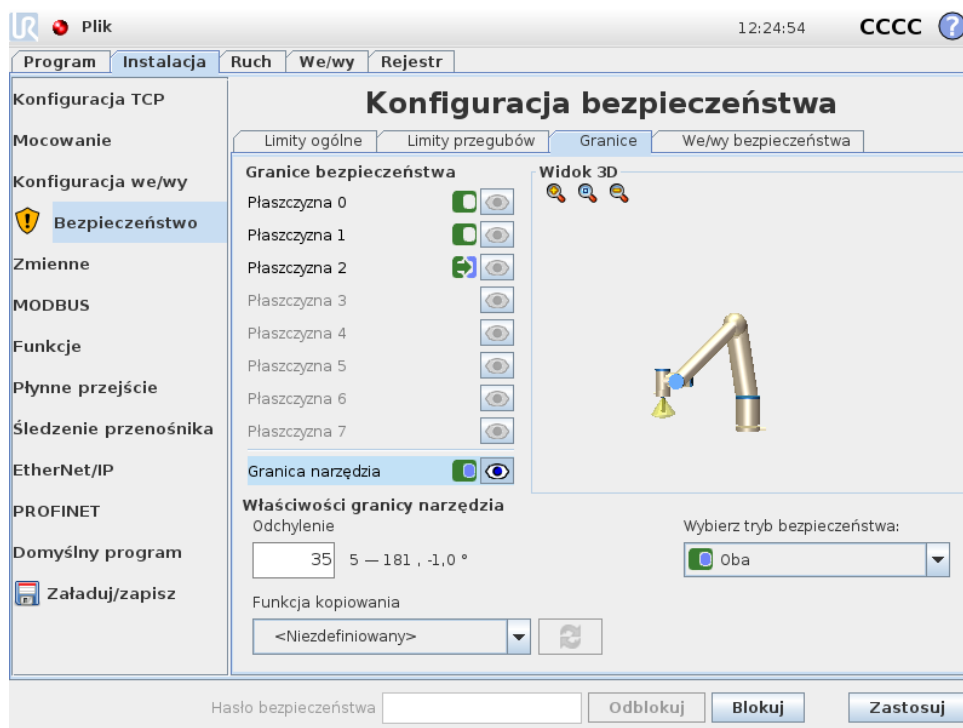 UR Plik 12:24:54 CCCC ?
Program Instalacja Ruch We/wy Rejestr
Konfiguracja TCP
Mocowanie
Konfiguracja we/wy
Bezpieczeństwo
Zmienne
MODBUS
Funkcje
Płynne przejście
Śledzenie przenośnika
EtherNet/IP
PROFINET
Domyślny program
Załaduj/zapisz
Konfiguracja bezpieczeństwa
Limity ogólne Limity przegubów Granice We/wy bezpieczeństwa
Granice bezpieczeństwa
Płaszczyzna 0
Płaszczyzna 1
Płaszczyzna 2
Płaszczyzna 3
Płaszczyzna 4
Płaszczyzna 5
Płaszczyzna 6
Płaszczyzna 7
Granica narzędzia
Widok 3D
Właściwości granicy narzędzia
Odchylenie
35 5 — 181 , -1,0 °
Wybierz tryb bezpieczeństwa:
Oba
Funkcja kopiowania
<Niezdefiniowany>
Hasło bezpieczeństwa Odblokuj Blokuj Zastosuj